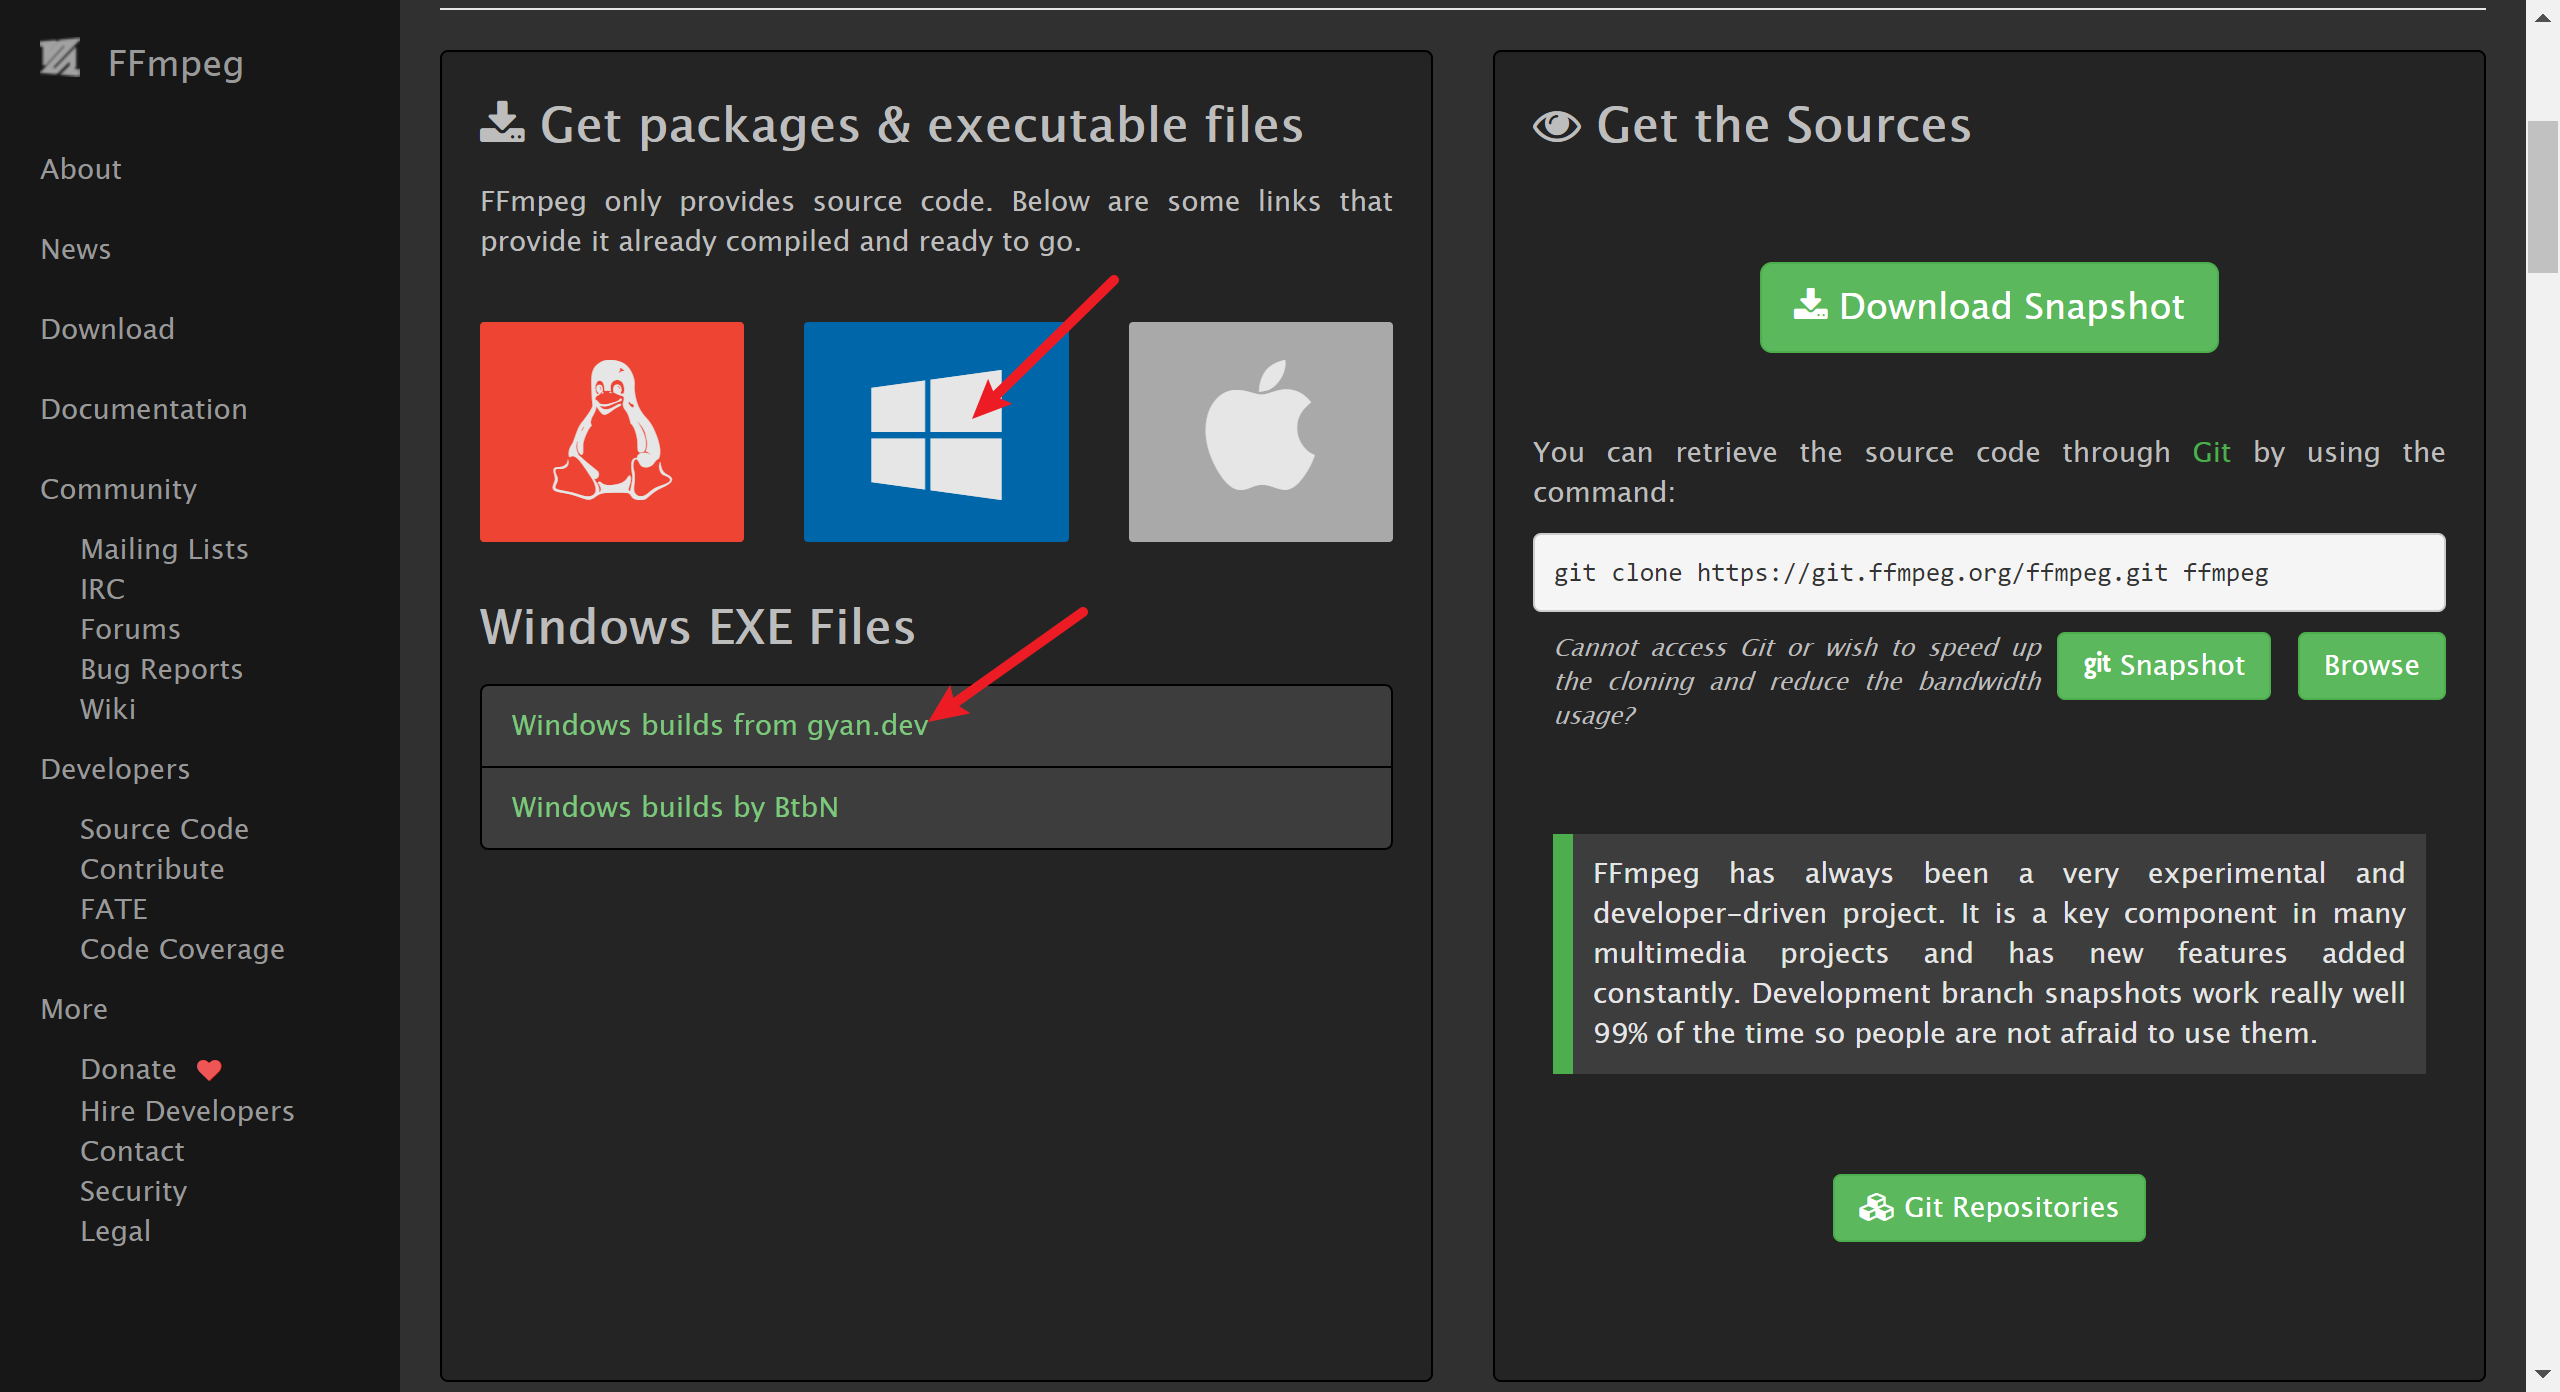 FFmpeg
About
News
Download
Documentation
Community
Mailing Lists
IRC
Forums
Bug Reports
Wiki
Developers
Source Code
Contribute
FATE
Code Coverage
More
Donate
Hire Developers
Contact
Security
Legal
Get packages & executable files
FFmpeg only provides source code. Below are some links that
provide it already compiled and ready to go.
Windows EXE Files
Windows builds from gyan.dev
Windows builds by BtbN
Get the Sources
Download Snapshot
You can retrieve the source code through Git by using the
command:
git clone https://git.ffmpeg.org/ffmpeg.git ffmpeg
Cannot access Git or wish to speed up
the cloning and reduce the bandwidth
usage?
git Snapshot
Browse
FFmpeg has always been a very experimental and
developer-driven project. It is a key component in many
multimedia projects and has new features added
constantly. Development branch snapshots work really well
99% of the time so people are not afraid to use them.
Git Repositories